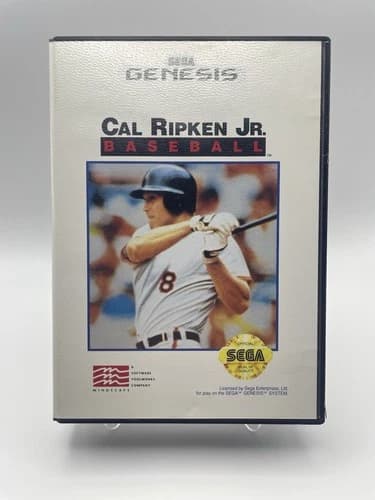 SEGA
GENESIS
CAL RIPKEN JR.
BASEBALL™
8
MINDSCAPE
A
SOFTWARE
TOOLWORKS
COMPANY
OFFICIAL
SEGA
SEAL OF
QUALITY
Licensed by Sega Enterprises, Ltd.
for play on the SEGA™ GENESIS™ SYSTEM.